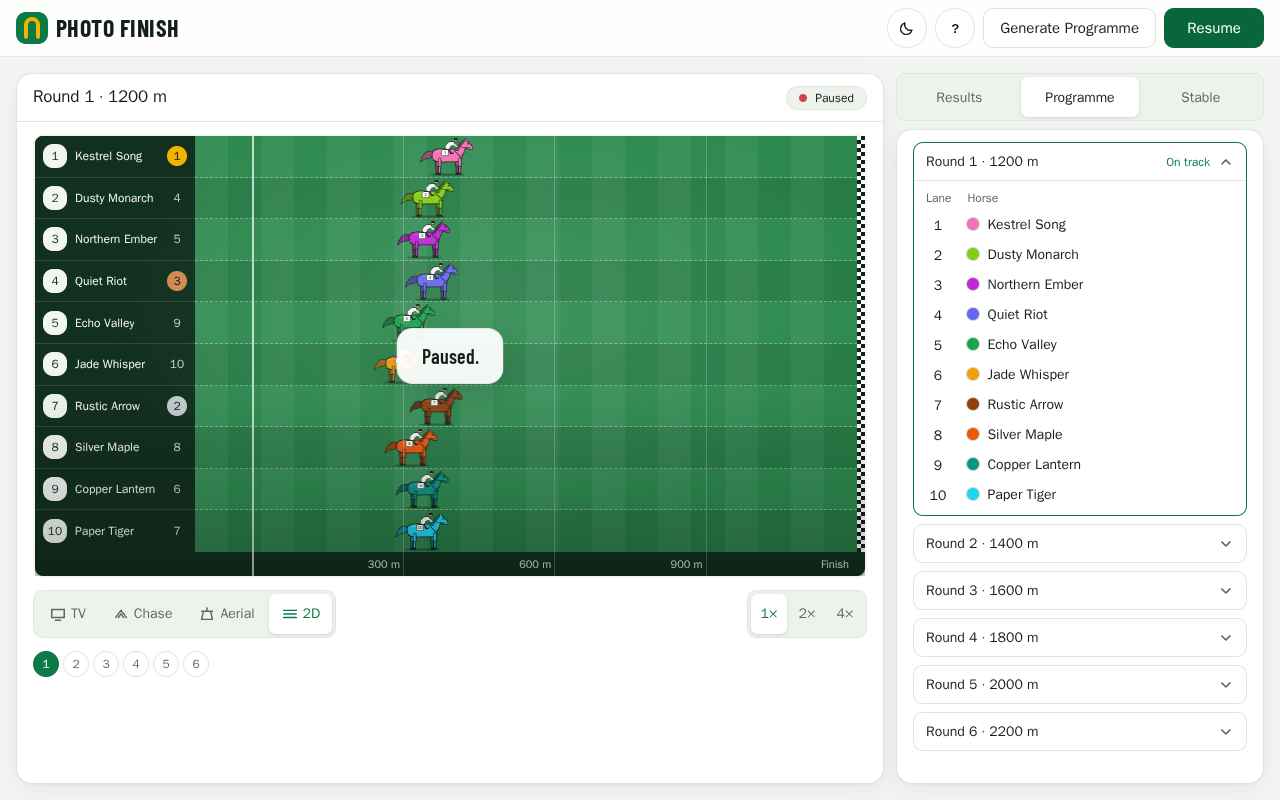 PHOTO FINISH
?
Generate Programme
Resume
Round 1 · 1200 m
Paused
1 Kestrel Song 1
2 Dusty Monarch 4
3 Northern Ember 5
4 Quiet Riot 3
5 Echo Valley 9
6 Jade Whisper 10
7 Rustic Arrow 2
8 Silver Maple 8
9 Copper Lantern 6
10 Paper Tiger 7
Paused.
300 m 600 m 900 m Finish
TV Chase Aerial 2D
1× 2× 4×
1 2 3 4 5 6
Results Programme Stable
Round 1 · 1200 m On track
Lane Horse
1 Kestrel Song
2 Dusty Monarch
3 Northern Ember
4 Quiet Riot
5 Echo Valley
6 Jade Whisper
7 Rustic Arrow
8 Silver Maple
9 Copper Lantern
10 Paper Tiger
Round 2 · 1400 m
Round 3 · 1600 m
Round 4 · 1800 m
Round 5 · 2000 m
Round 6 · 2200 m